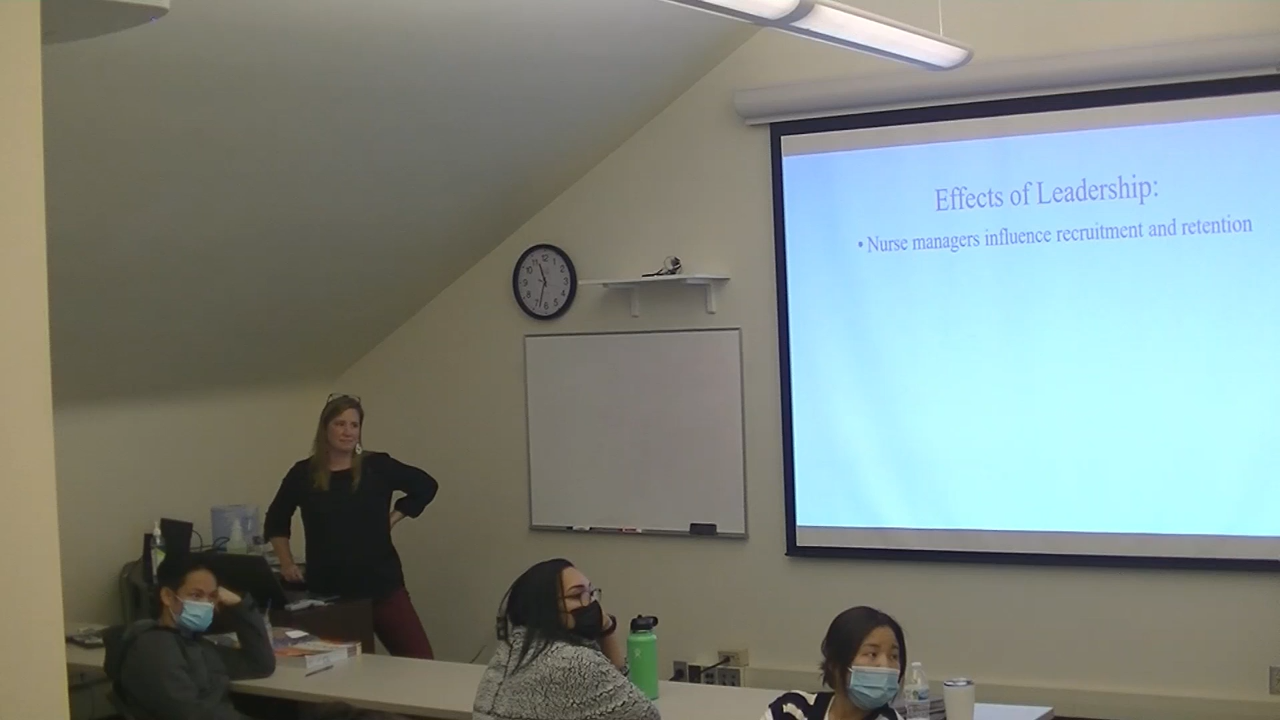 Effects of Leadership:
• Nurse managers influence recruitment and retention